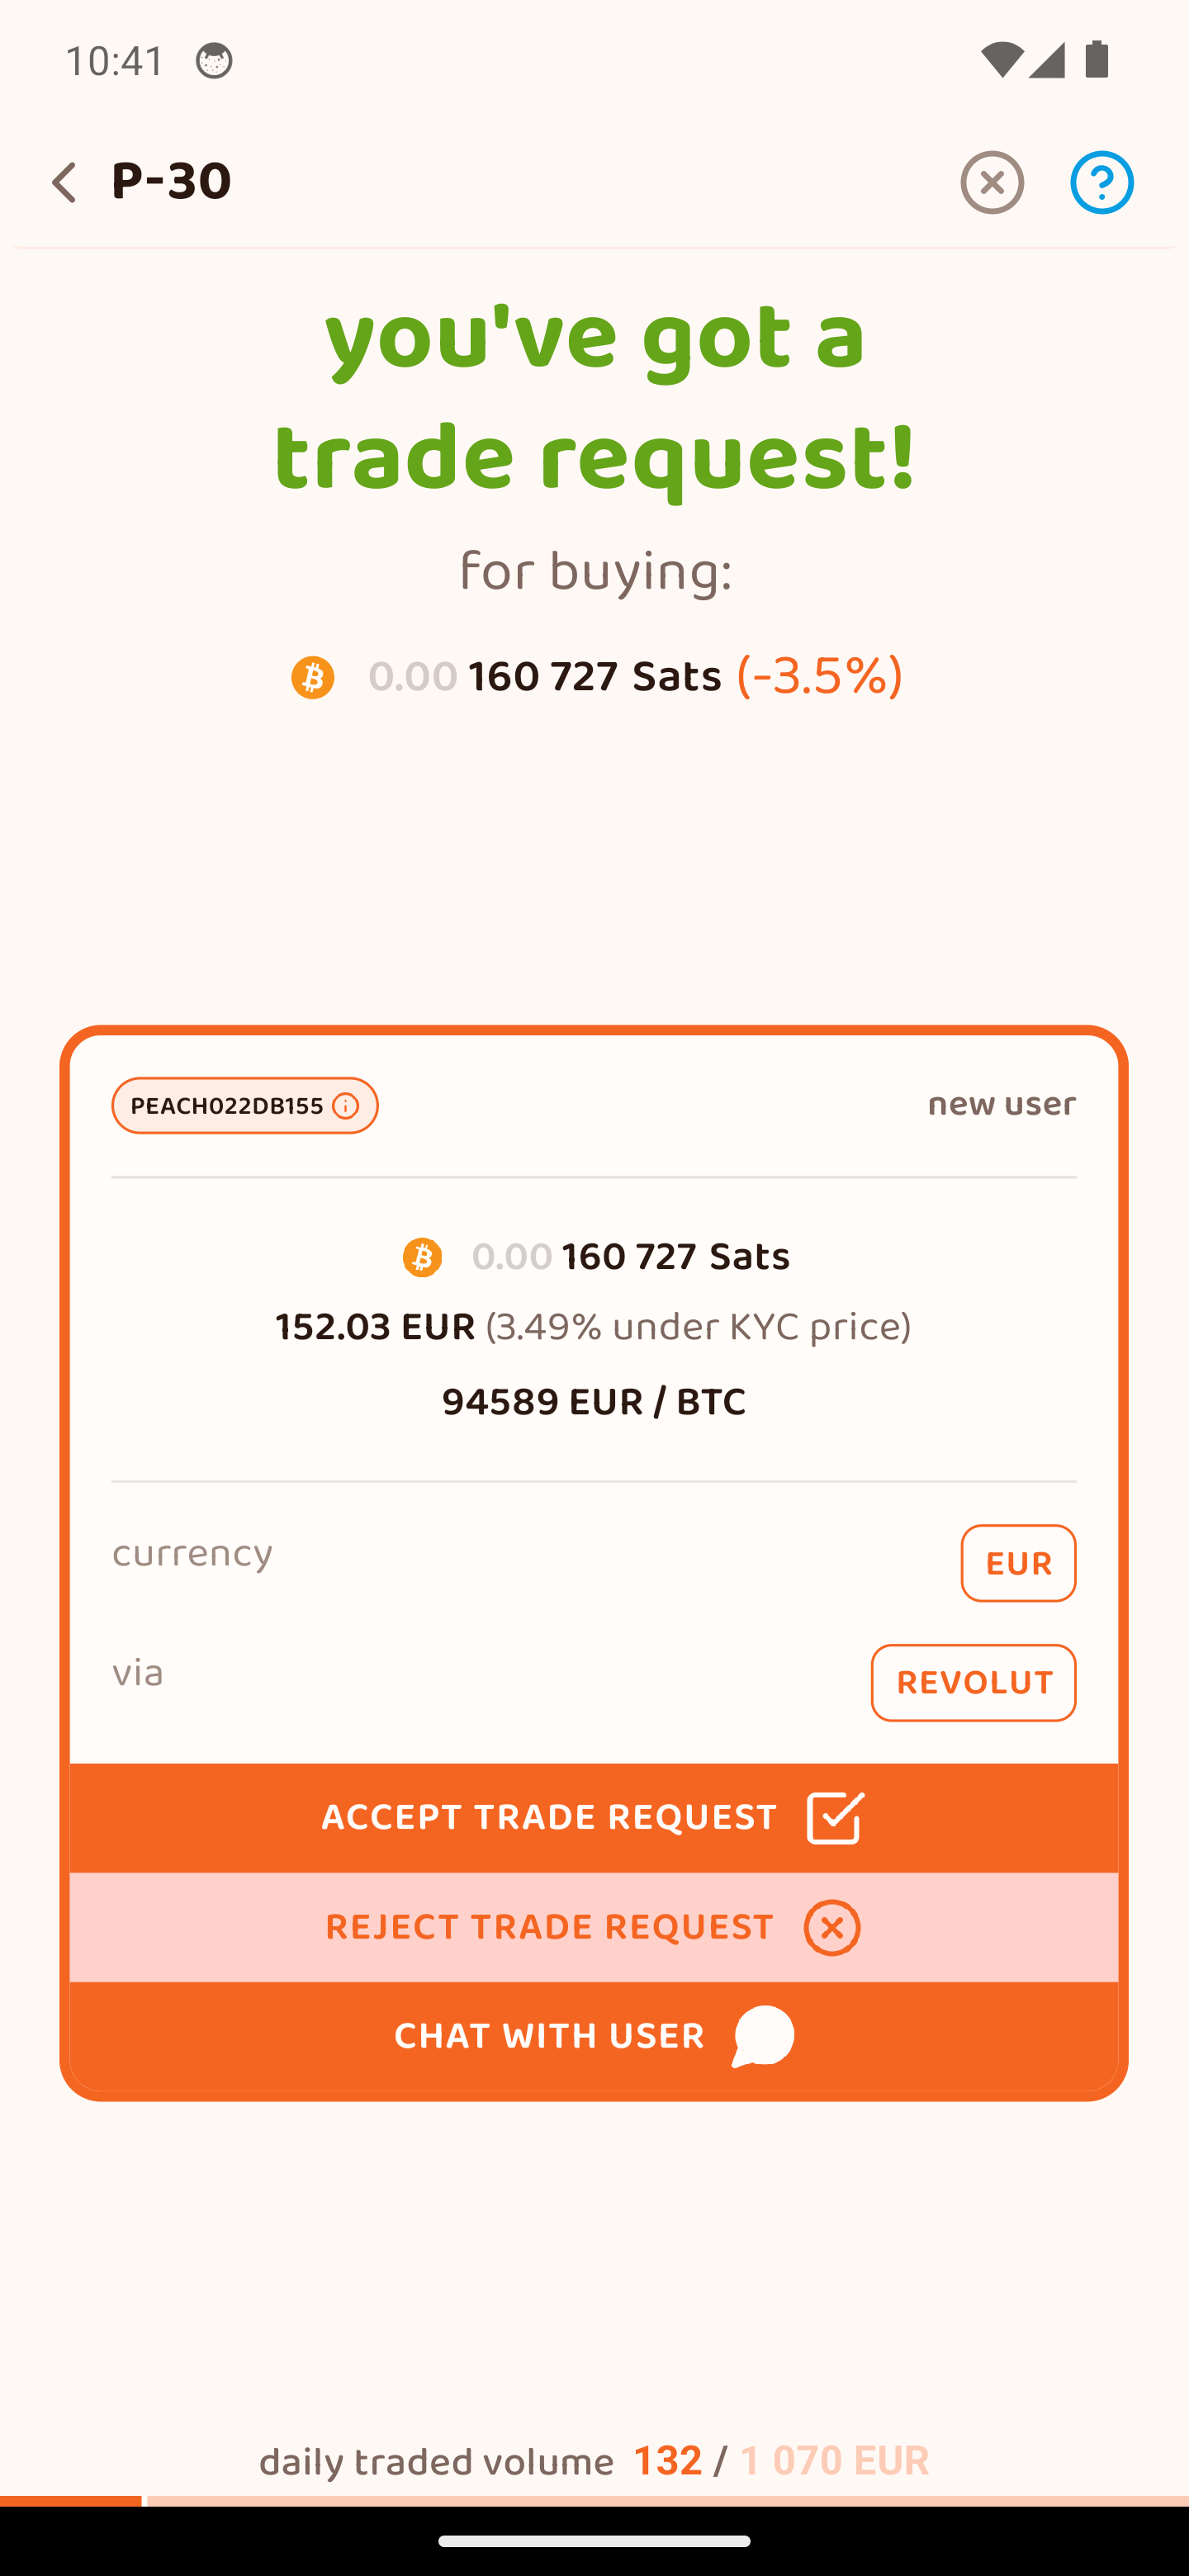 10:41
P-30
you've got a
trade request!
for buying:
0.00 160 727 Sats (-3.5%)
PEACH022DB155
new user
0.00 160 727 Sats
152.03 EUR (3.49% under KYC price)
94589 EUR / BTC
currency
EUR
via
REVOLUT
ACCEPT TRADE REQUEST
REJECT TRADE REQUEST
CHAT WITH USER
daily traded volume 132 / 1 070 EUR